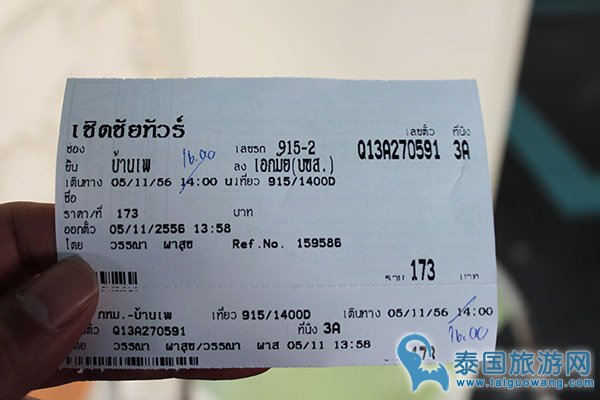 เชิดชัยทัวร์
ช่อง เลขรถ 915-2 เลขตั๋ว ที่นั่ง
ขึ้น บ้านเพ 16.00 ลง เอกมัย(บขส.) Q13A270591 3A
เดินทาง 05/11/56 14:00 น เที่ยว 915/1400D
ชื่อ
ราคา/ที่ 173 บาท
ออกตั๋ว 05/11/2556 13:58
โดย วรรณา ผาสุข Ref.No. 159586
รวม 173 บาท
กทม.-บ้านเพ เที่ยว 915/1400D เดินทาง 05/11/56 14:00
ตั๋ว Q13A270591 ที่นั่ง 3A 16.00
โดย วรรณา ผาสุข/วรรณา ผาส 05/11 13:58
泰国旅游网
www.taiguowang.com